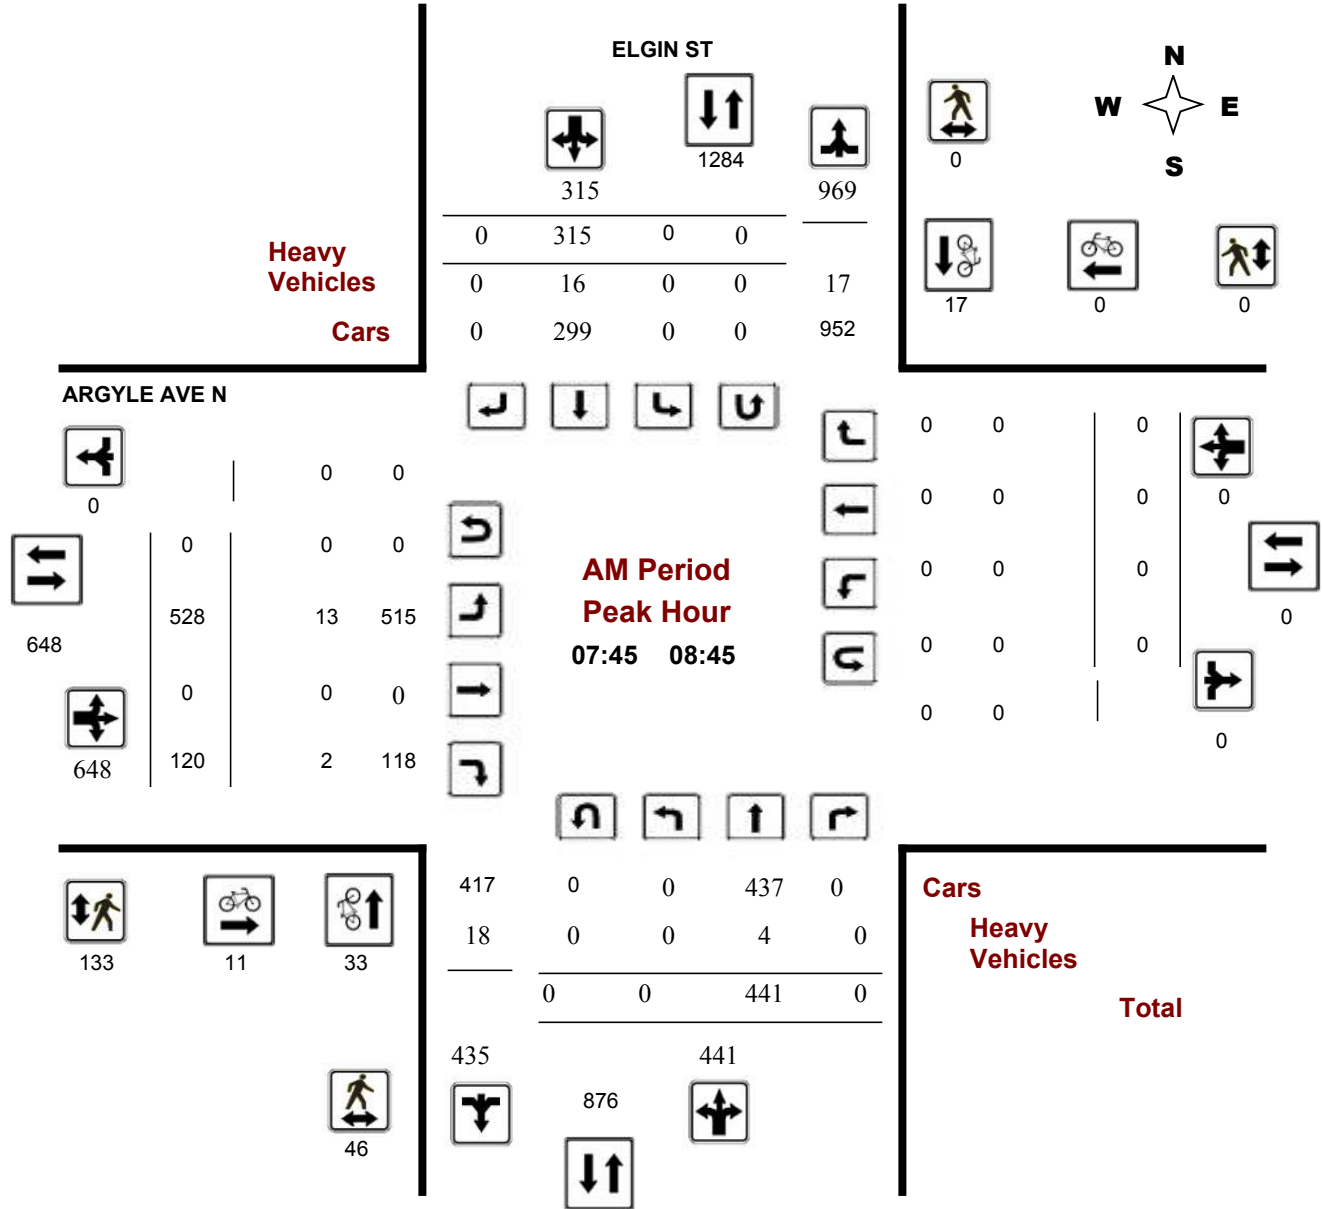 ELGIN ST
N
W E
S
1284
0
315 969
0 315 0 0
Heavy
Vehicles
0 16 0 0 17
17 0 0
Cars
0 299 0 0 952
ARGYLE AVE N
0 0 0
0 0
0
0 0 0 0
0 0 0
AM Period
0 0 0
528 13 515
Peak Hour
0
648
07:45 08:45
0 0 0
0 0 0
0 0
0
648
120 2 118
417 0 0 437 0
Cars
18 0 0 4 0
Heavy
Vehicles
133 11 33
0 0 441 0
Total
435 441
876
46